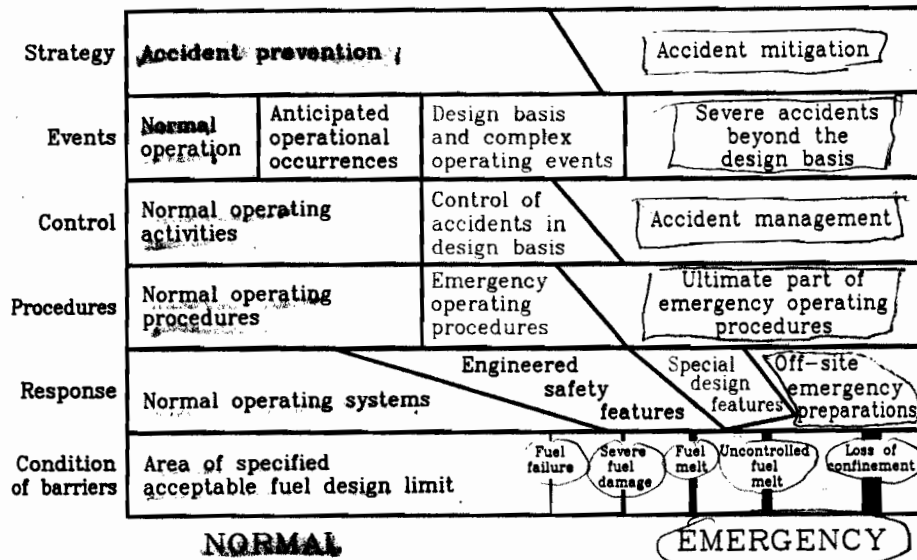 Strategy
Accident prevention
Accident mitigation
Events
Normal
operation
Anticipated
operational
occurrences
Design basis
and complex
operating events
Severe accidents
beyond the
design basis
Control
Normal operating
activities
Control of
accidents in
design basis
Accident management
Procedures
Normal operating
procedures
Emergency
operating
procedures
Ultimate part of
emergency operating
procedures
Response
Normal operating systems
Engineered
safety
features
Special
design
features
Off-site
emergency
preparations
Condition
of barriers
Area of specified
acceptable fuel design limit
Fuel
failure
Severe
fuel
damage
Fuel
melt
Uncontrolled
fuel
melt
Loss of
confinement
NORMAL
EMERGENCY